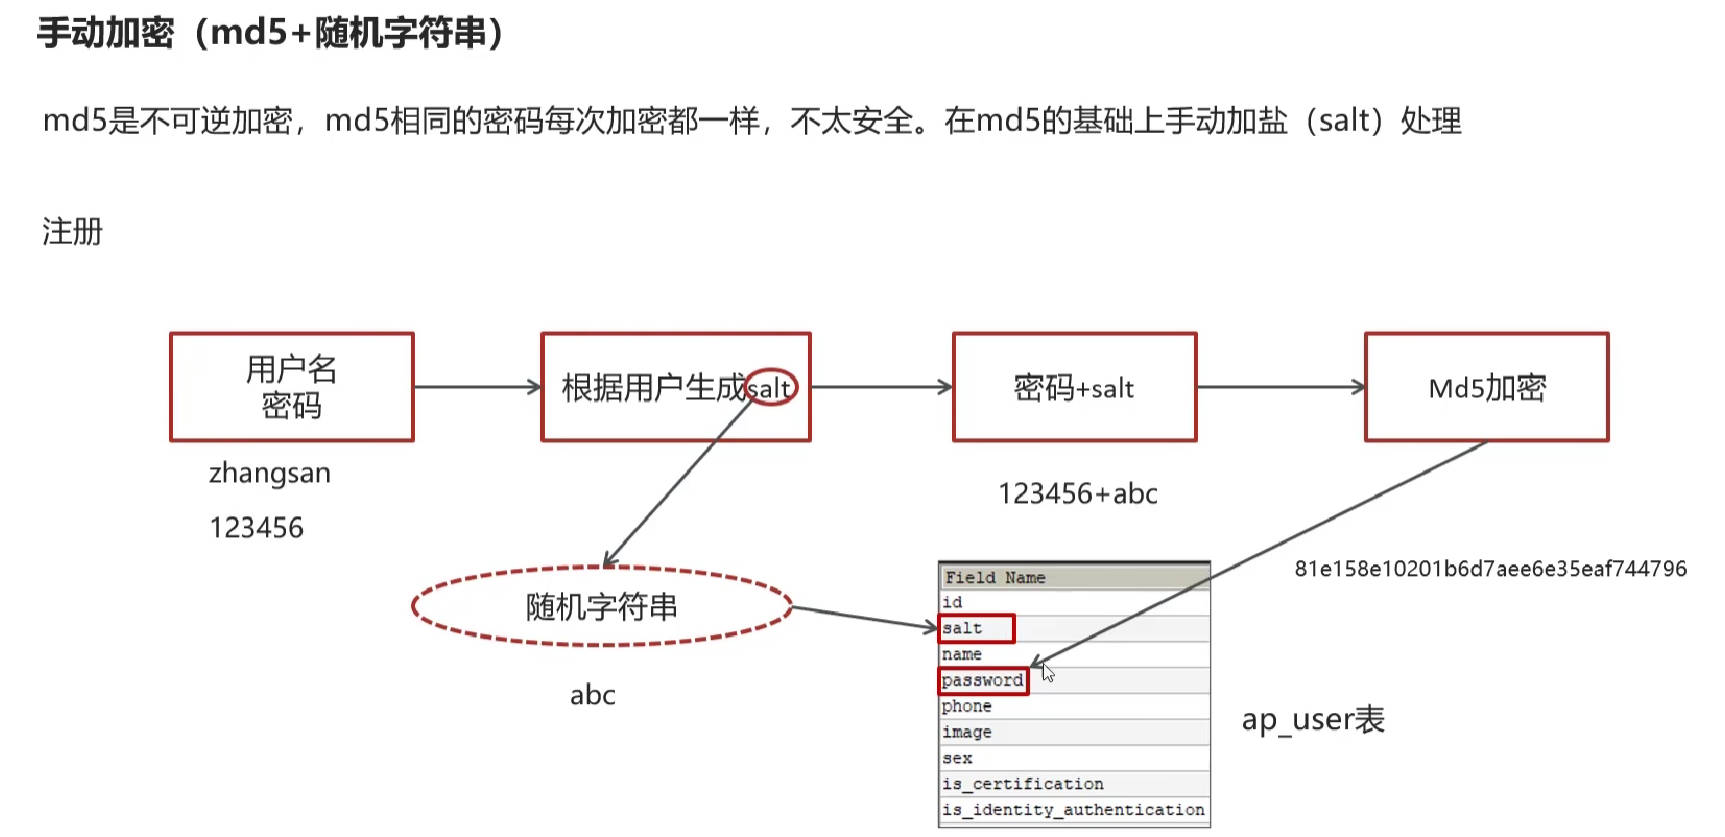 手动加密（md5+随机字符串）
md5是不可逆加密，md5相同的密码每次加密都一样，不太安全。在md5的基础上手动加盐（salt）处理
注册
用户名
密码
根据用户生成salt
密码+salt
Md5加密
zhangsan
123456
123456+abc
随机字符串
abc
81e158e10201b6d7aee6e35eaf744796
Field Name
id
salt
name
password
phone
image
sex
is_certification
is_identity_authentication
ap_user表